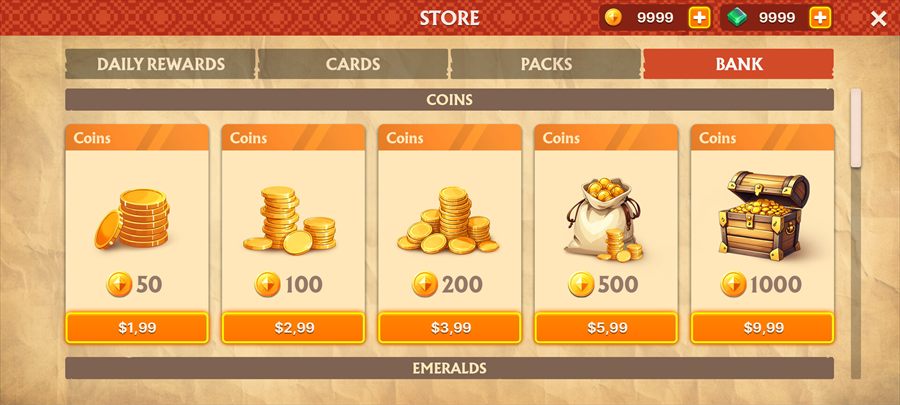 STORE
9999
9999
DAILY REWARDS
CARDS
PACKS
BANK
COINS
Coins
Coins
Coins
Coins
Coins
50
100
200
500
1000
$1,99
$2,99
$3,99
$5,99
$9,99
EMERALDS